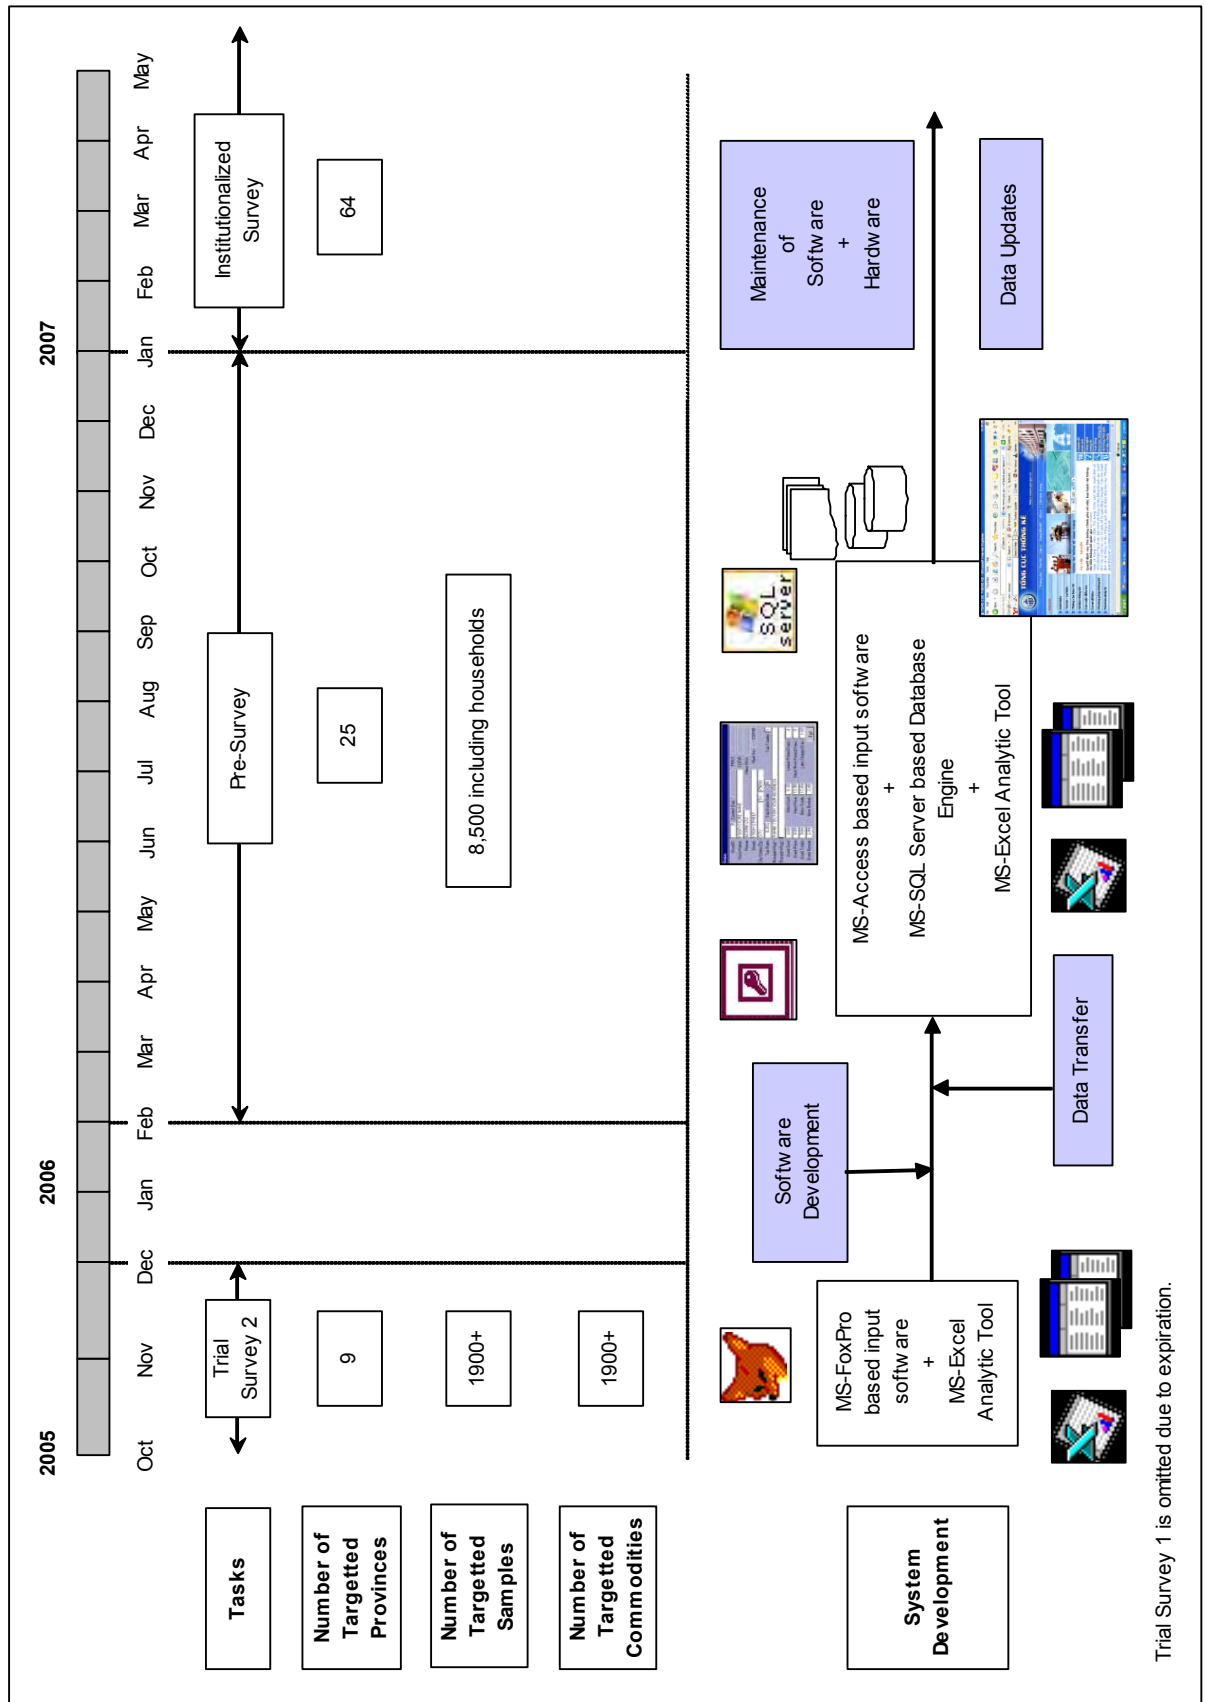 2005
2006
2007
Oct
Nov
Dec
Jan
Feb
Mar
Apr
May
Jun
Jul
Aug
Sep
Oct
Nov
Dec
Jan
Feb
Mar
Apr
May
Tasks
Trial
Survey 2
Pre-Survey
Institutionalized
Survey
Number of
Targetted
Provinces
9
25
64
Number of
Targetted
Samples
1900+
8,500 including households
Number of
Targetted
Commodities
1900+
System
Development
MS-FoxPro
based input
software
+
MS-Excel
Analytic Tool
Software
Development
Data Transfer
SQL
server
MS-Access based input software
+
MS-SQL Server based Database
Engine
+
MS-Excel Analytic Tool
TỔNG CỤC THỐNG KÊ
Maintenance
of
Software
+
Hardware
Data Updates
Trial Survey 1 is omitted due to expiration.